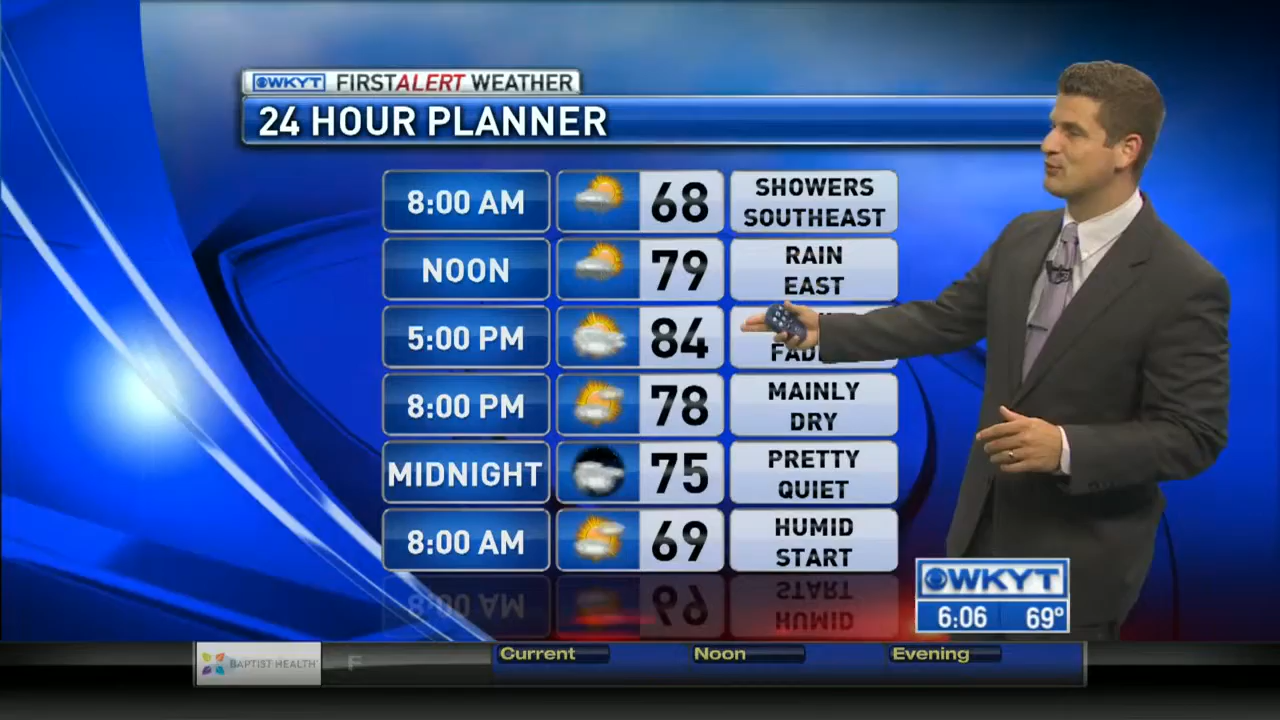 WKYT FIRSTALERT WEATHER
24 HOUR PLANNER
8:00 AM 68 SHOWERS
SOUTHEAST
NOON 79 RAIN
EAST
5:00 PM 84
8:00 PM 78 MAINLY
DRY
MIDNIGHT 75 PRETTY
QUIET
8:00 AM 69 HUMID
START
WKYT
6:06 69°
BAPTIST HEALTH
F
Current Noon Evening